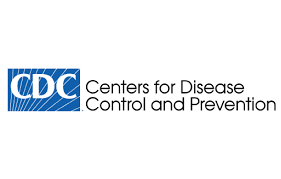 CDC
Centers for Disease
Control and Prevention